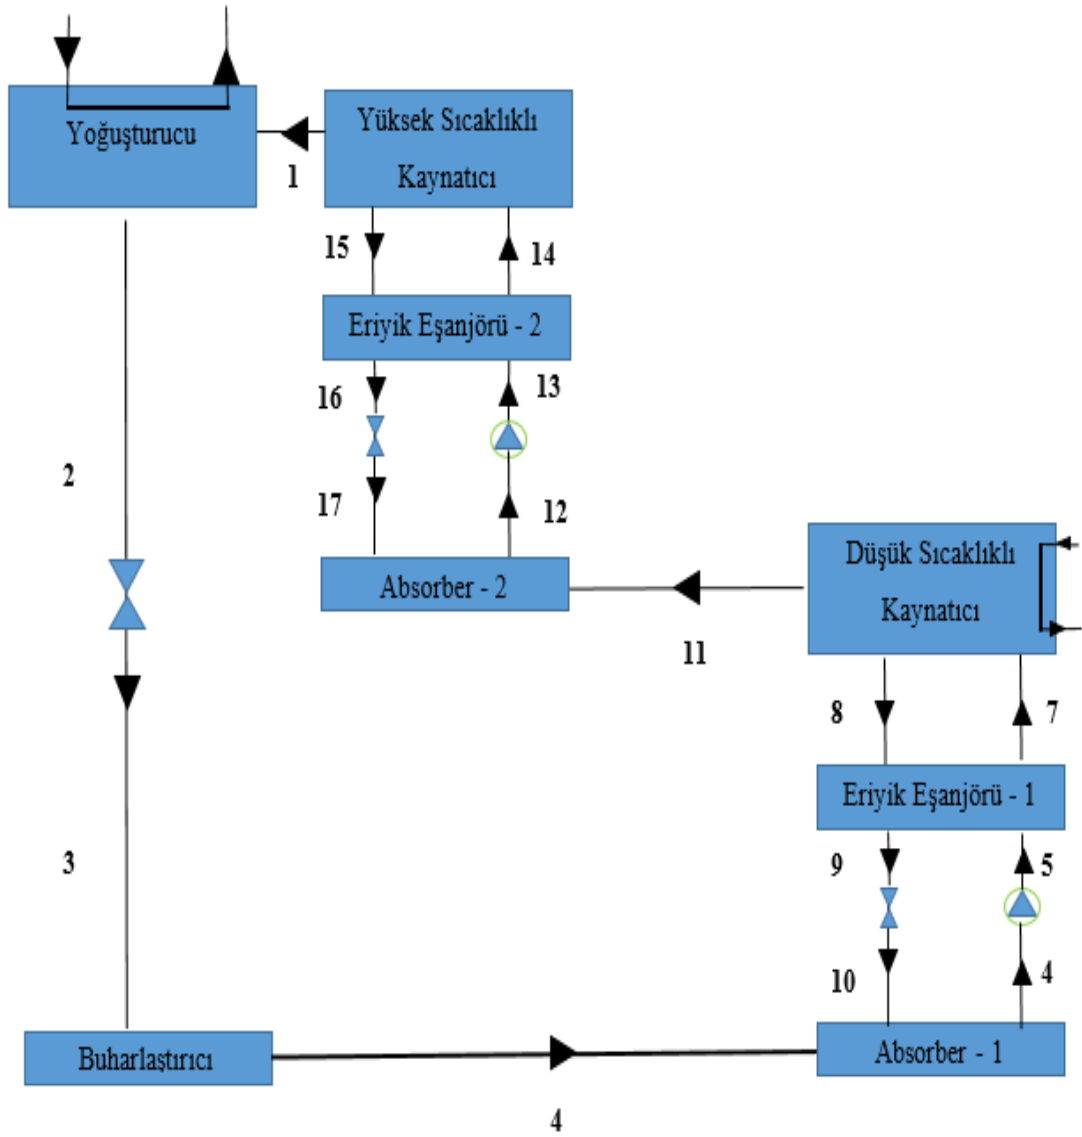 Yoğuşturucu
1
Yüksek Sıcaklıklı
Kaynatıcı
15
14
Eriyik Eşanjörü - 2
16
13
2
17
12
Absorber - 2
11
Düşük Sıcaklıklı
Kaynatıcı
8
7
Eriyik Eşanjörü - 1
3
9
5
10
4
Buharlaştırıcı
Absorber - 1
4